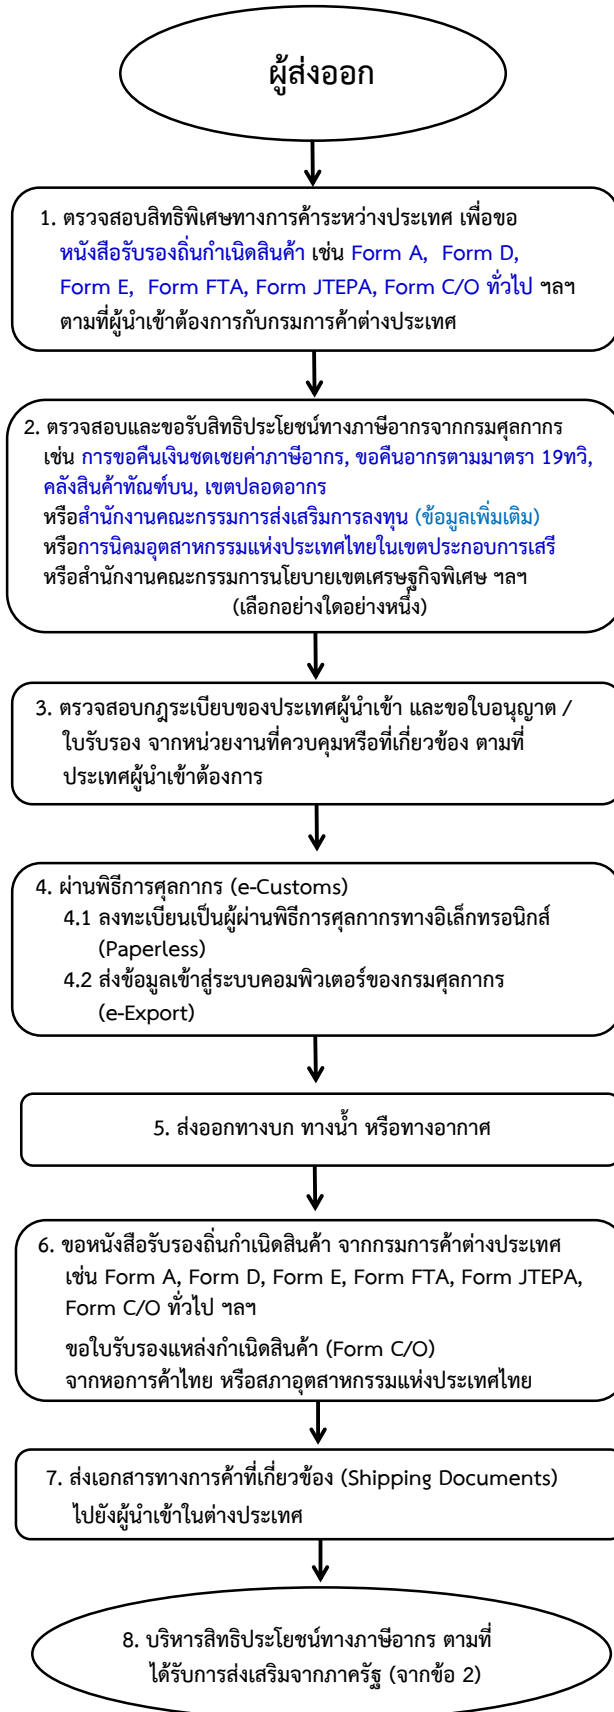 ผู้ส่งออก
1. ตรวจสอบสิทธิพิเศษทางการค้าระหว่างประเทศ เพื่อขอ
หนังสือรับรองถิ่นกำเนิดสินค้า เช่น Form A, Form D,
Form E, Form FTA, Form JTEPA, Form C/O ทั่วไป ฯลฯ
ตามที่ผู้นำเข้าต้องการกับกรมการค้าต่างประเทศ
2. ตรวจสอบและขอรับสิทธิประโยชน์ทางภาษีอากรจากกรมศุลกากร
เช่น การขอคืนเงินชดเชยค่าภาษีอากร, ขอคืนอากรตามมาตรา 19ทวิ,
คลังสินค้าทัณฑ์บน, เขตปลอดอากร
หรือสำนักงานคณะกรรมการส่งเสริมการลงทุน (ข้อมูลเพิ่มเติม)
หรือการนิคมอุตสาหกรรมแห่งประเทศไทยในเขตประกอบการเสรี
หรือสำนักงานคณะกรรมการนโยบายเขตเศรษฐกิจพิเศษ ฯลฯ
(เลือกอย่างใดอย่างหนึ่ง)
3. ตรวจสอบกฎระเบียบของประเทศผู้นำเข้า และขอใบอนุญาต /
ใบรับรอง จากหน่วยงานที่ควบคุมหรือที่เกี่ยวข้อง ตามที่
ประเทศผู้นำเข้าต้องการ
4. ผ่านพิธีการศุลกากร (e-Customs)
4.1 ลงทะเบียนเป็นผู้ผ่านพิธีการศุลกากรทางอิเล็กทรอนิกส์
(Paperless)
4.2 ส่งข้อมูลเข้าสู่ระบบคอมพิวเตอร์ของกรมศุลกากร
(e-Export)
5. ส่งออกทางบก ทางน้ำ หรือทางอากาศ
6. ขอหนังสือรับรองถิ่นกำเนิดสินค้า จากกรมการค้าต่างประเทศ
เช่น Form A, Form D, Form E, Form FTA, Form JTEPA,
Form C/O ทั่วไป ฯลฯ
ขอใบรับรองแหล่งกำเนิดสินค้า (Form C/O)
จากหอการค้าไทย หรือสภาอุตสาหกรรมแห่งประเทศไทย
7. ส่งเอกสารทางการค้าที่เกี่ยวข้อง (Shipping Documents)
ไปยังผู้นำเข้าในต่างประเทศ
8. บริหารสิทธิประโยชน์ทางภาษีอากร ตามที่
ได้รับการส่งเสริมจากภาครัฐ (จากข้อ 2)